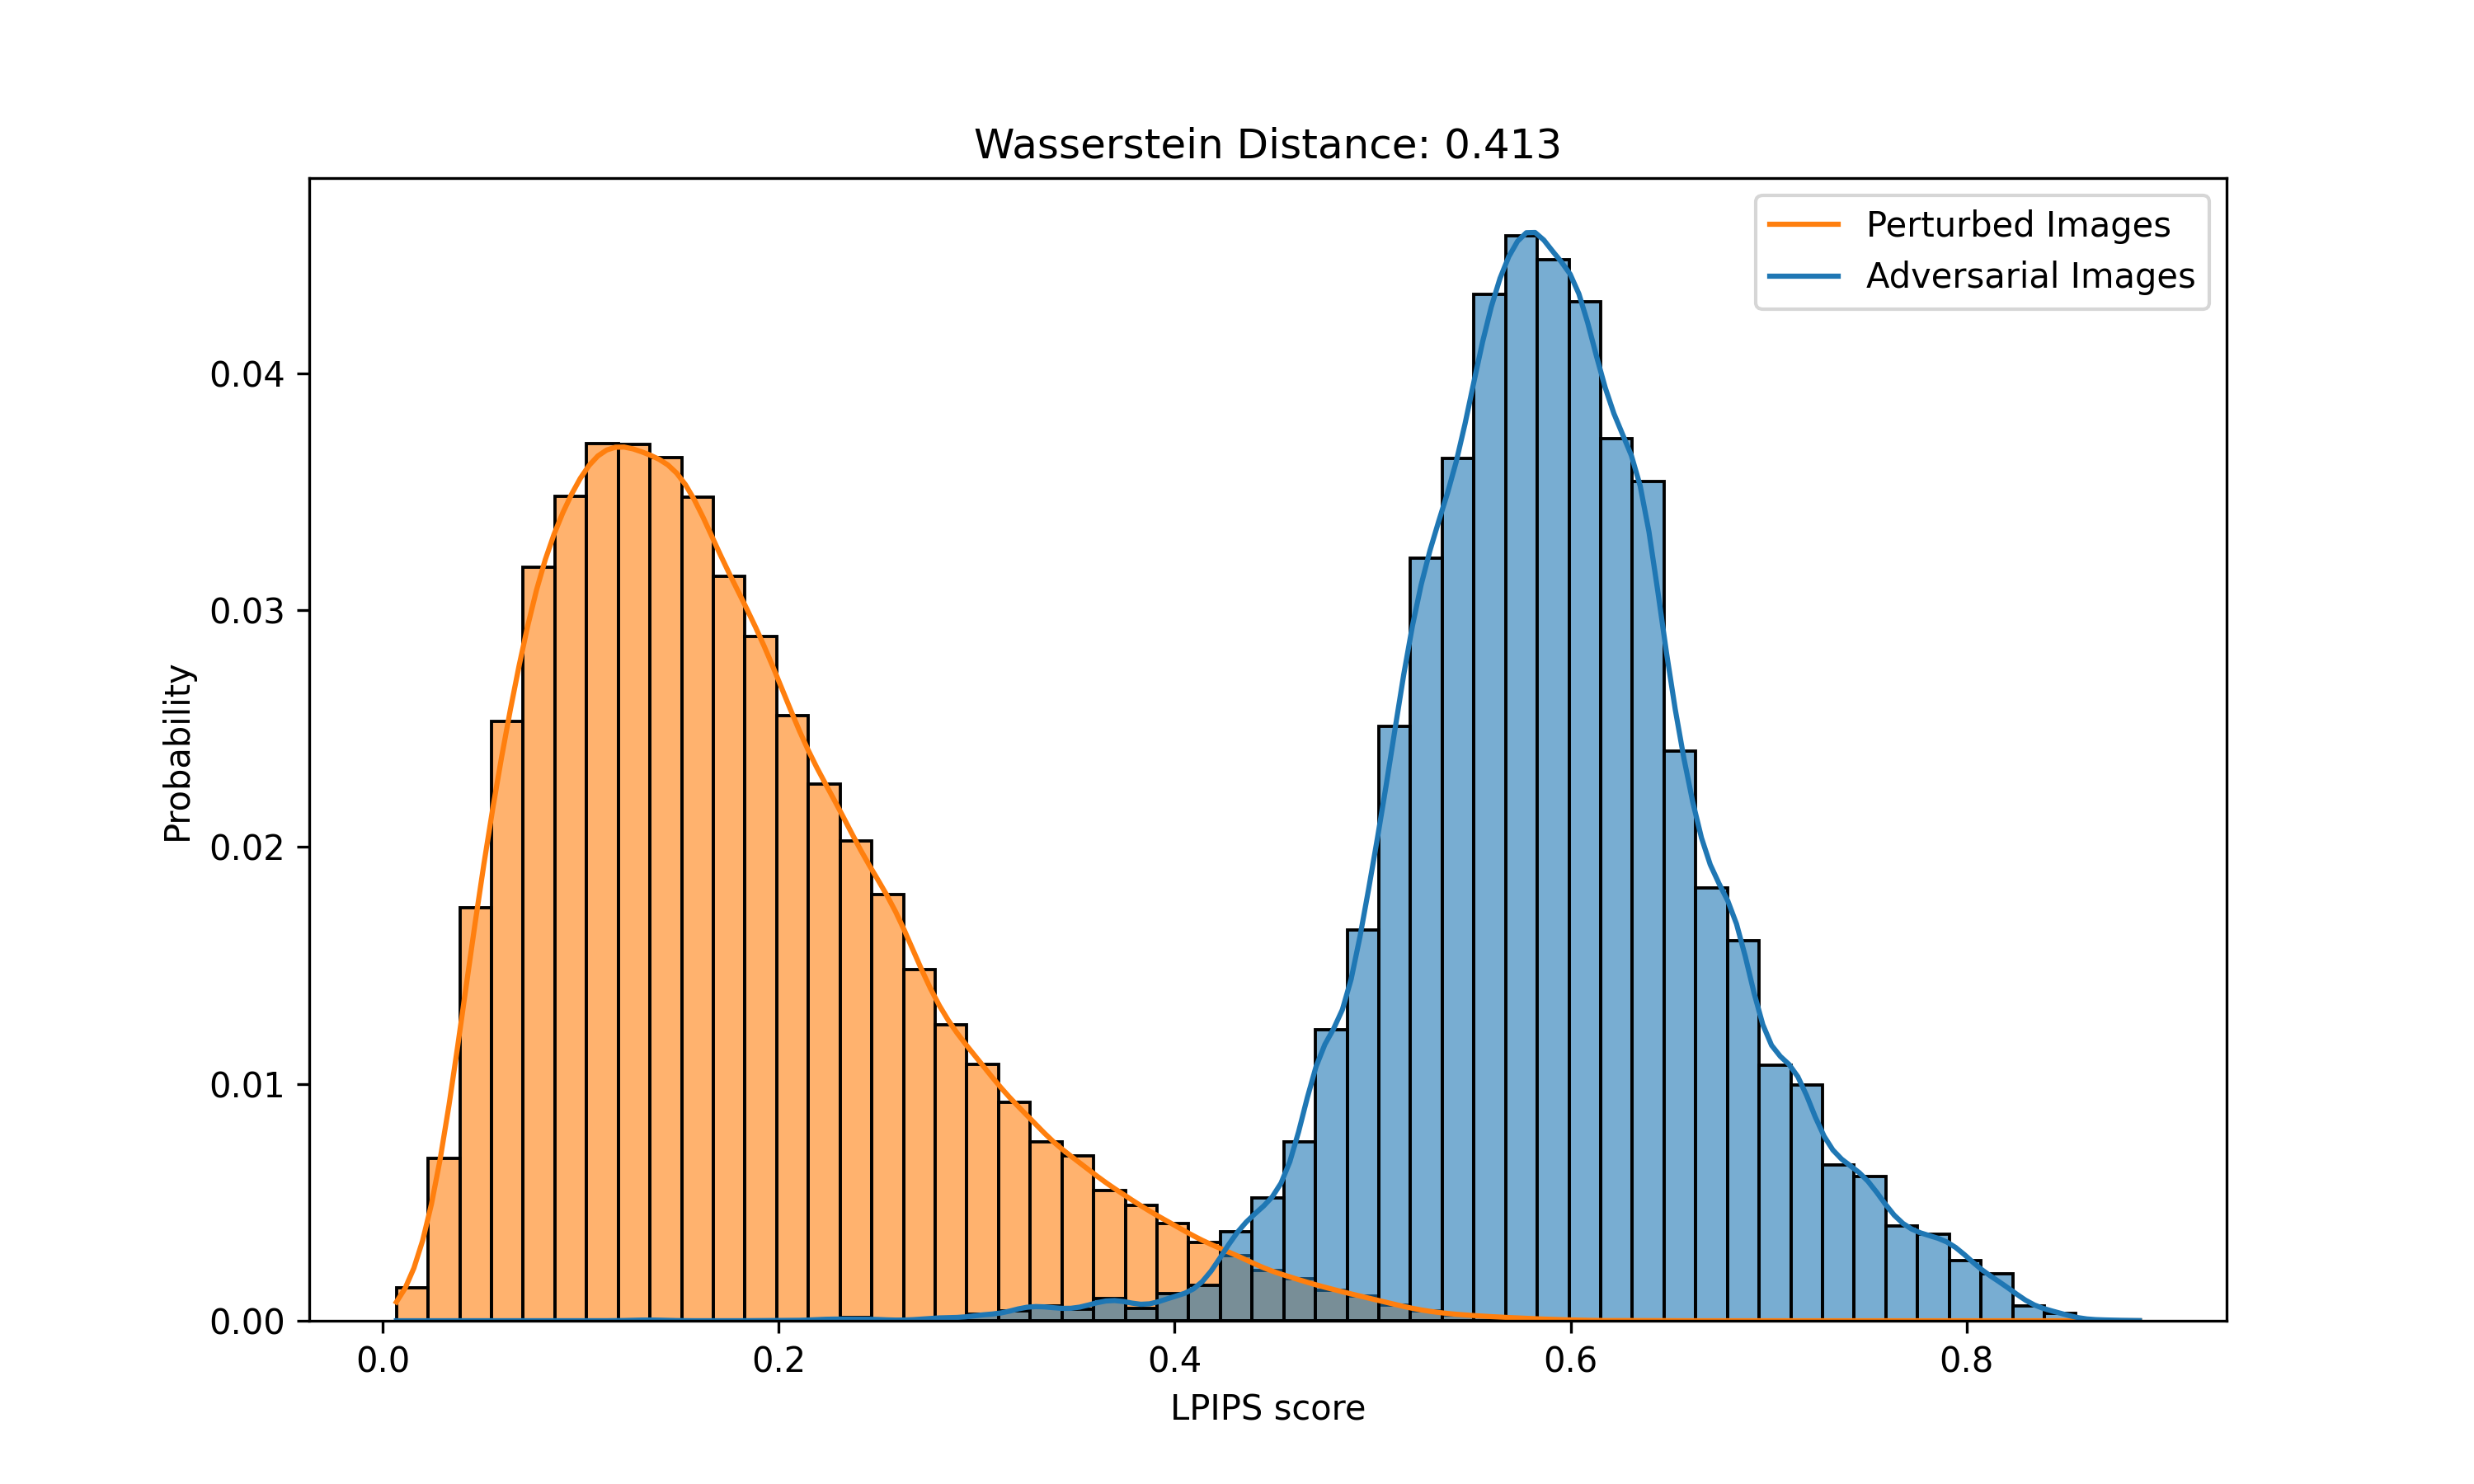 Wasserstein Distance: 0.413
Perturbed Images
Adversarial Images
0.04
0.03
0.02
0.01
0.00
Probability
0.0
0.2
0.4
0.6
0.8
LPIPS score